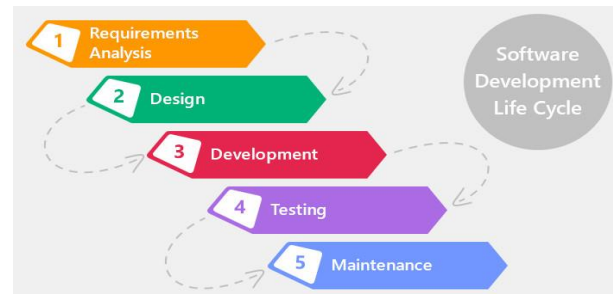 1
Requirements
Analysis
2
Design
3
Development
4
Testing
5
Maintenance
Software
Development
Life Cycle